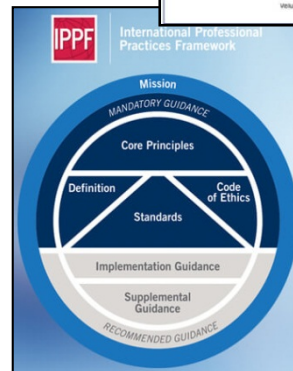 IPPF
International Professional
Practices Framework
Mission
MANDATORY GUIDANCE
Core Principles
Definition
Code
of Ethics
Standards
Implementation Guidance
Supplemental
Guidance
RECOMMENDED GUIDANCE